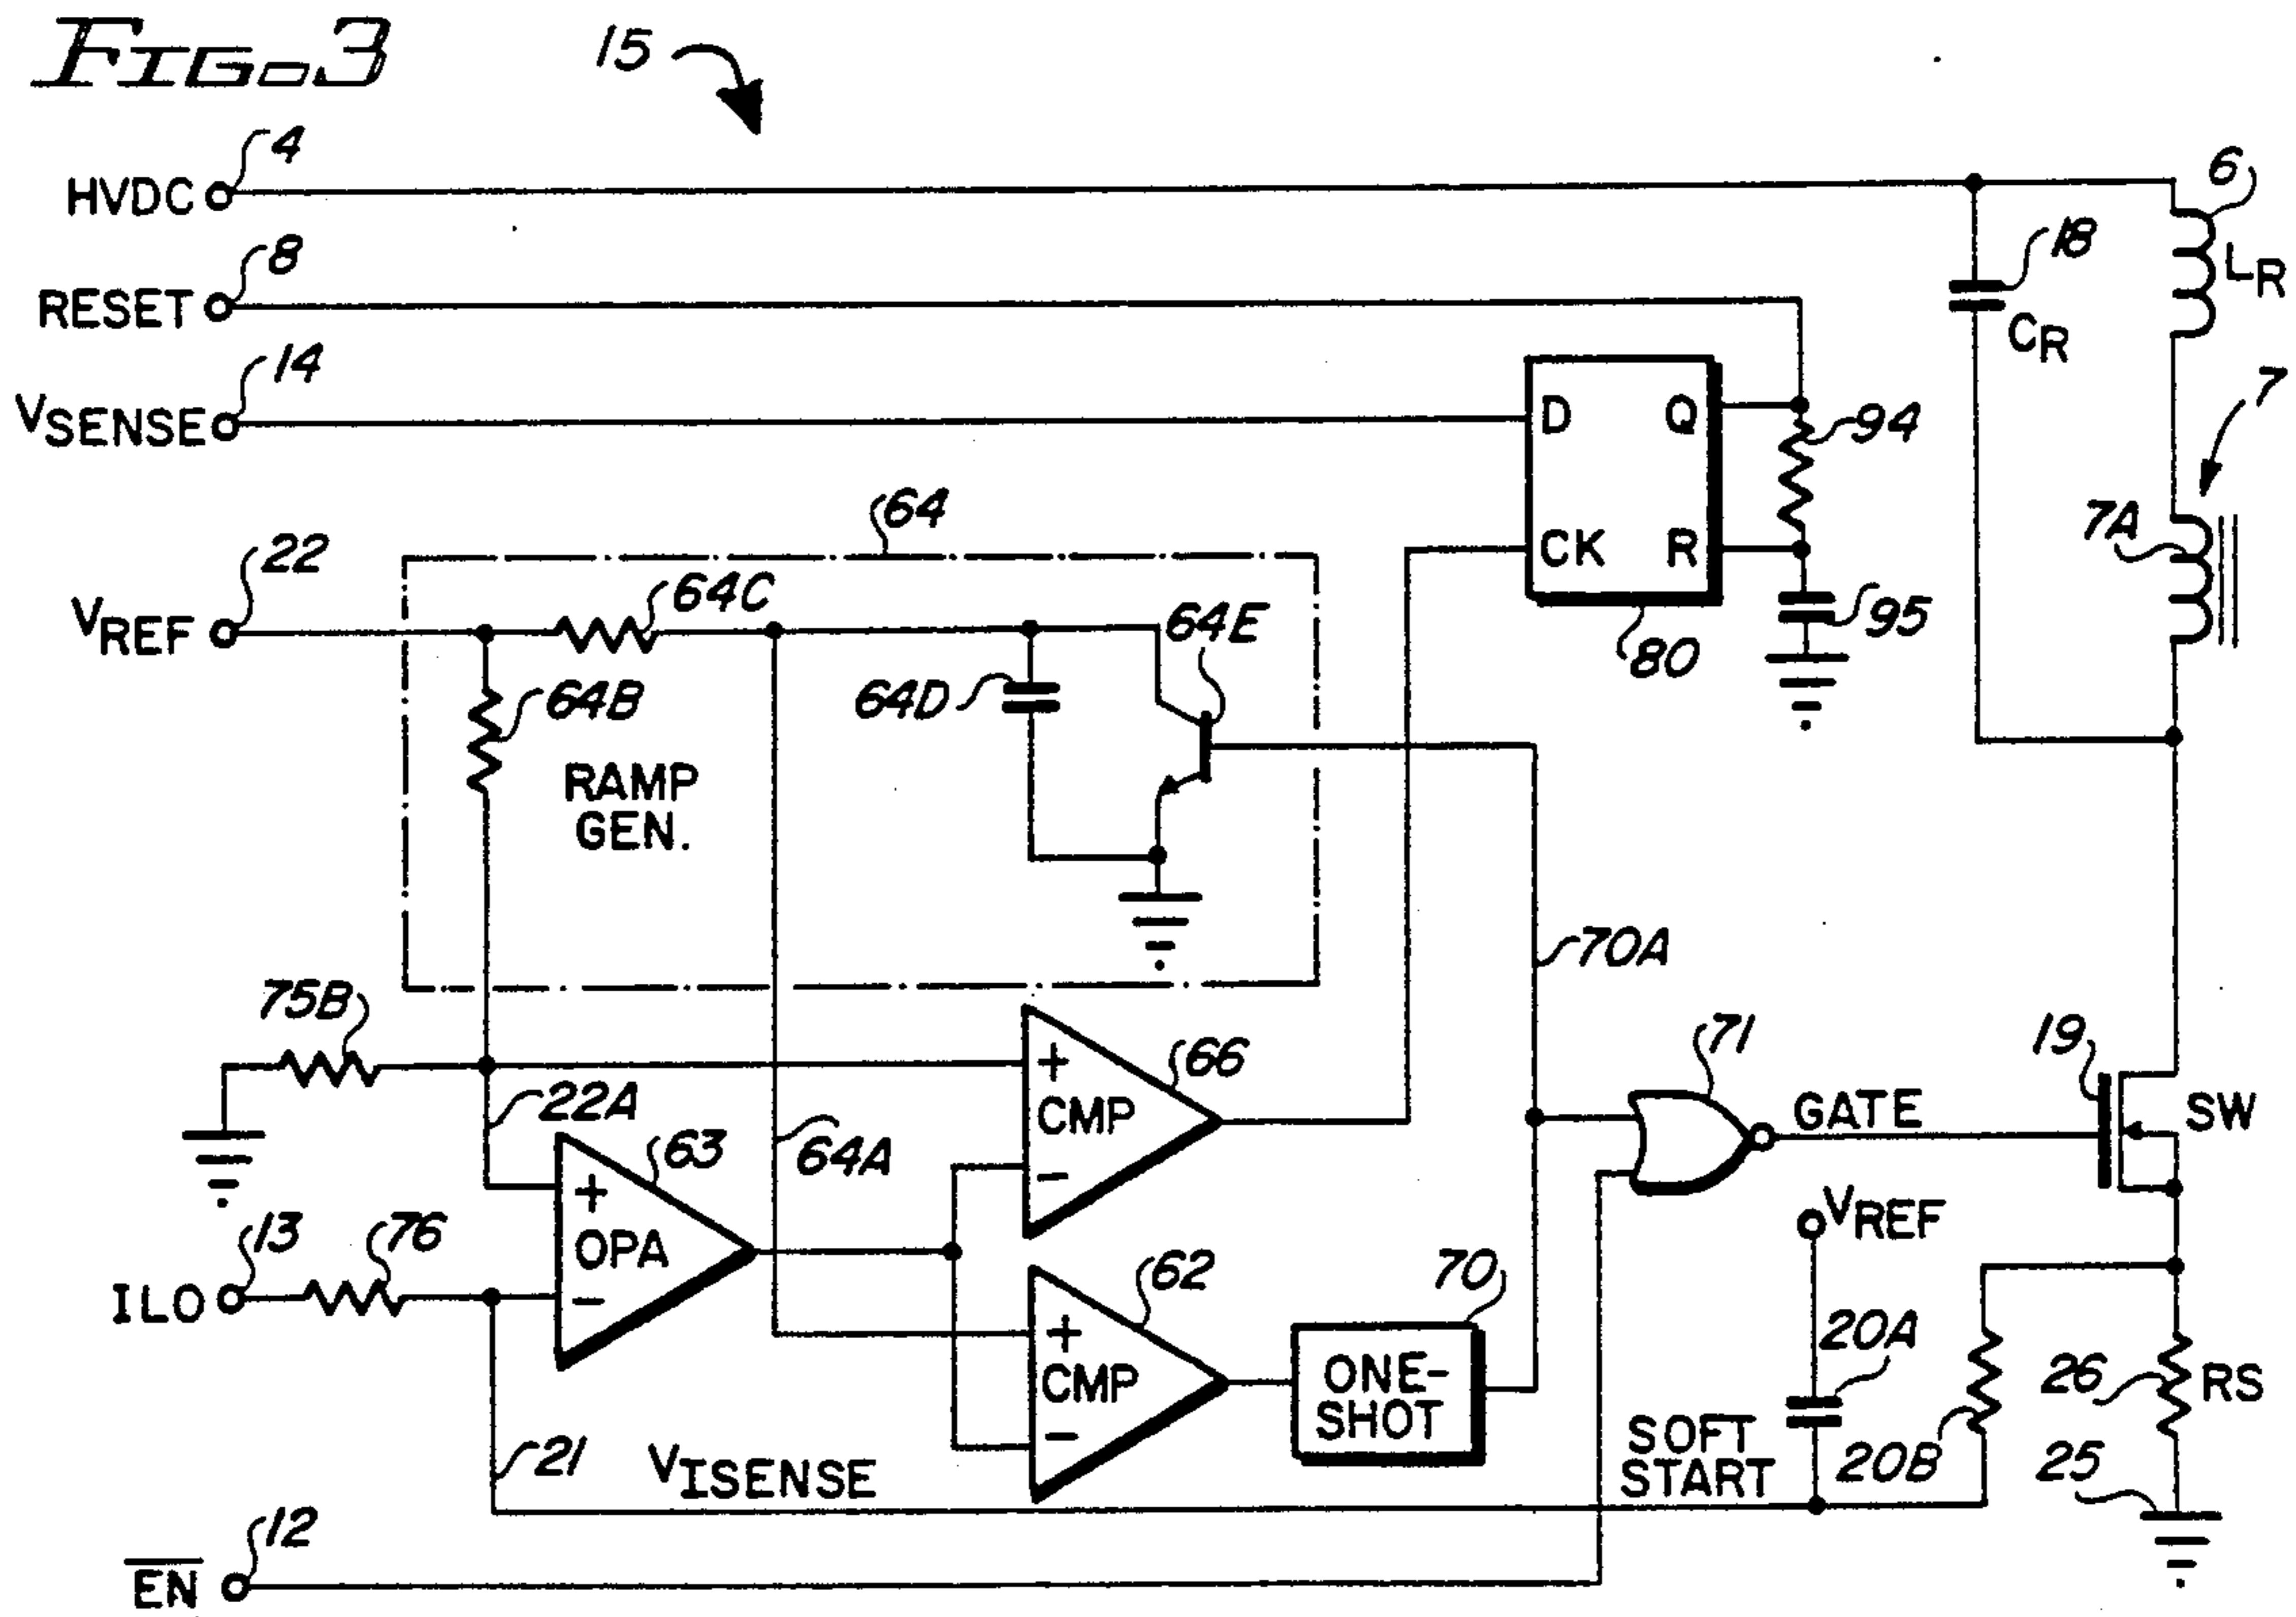 FIG. 3
15
4
HVDC
6
8
18
LR
RESET
CR
14
7
VSENSE
D
Q
94
64
7A
22
CK
R
64C
64E
95
VREF
80
64B
64D
RAMP
GEN.
70A
75B
71
19
66
+
CMP
22A
GATE
SW
63
64A
-
+
VREF
13
76
OPA
62
70
ILO
-
20A
+
ONE-
SHOT
26
RS
CMP
-
SOFT
START
20B
25
21
VISENSE
12
EN